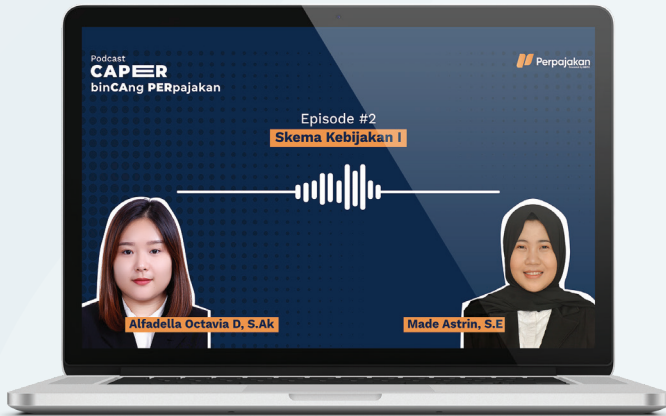 Podcast
CAPER
binCAng PERpajakan
Perpajakan
Episode #2
Skema Kebijakan I
Alfadella Octavia D, S.Ak
Made Astrin, S.E